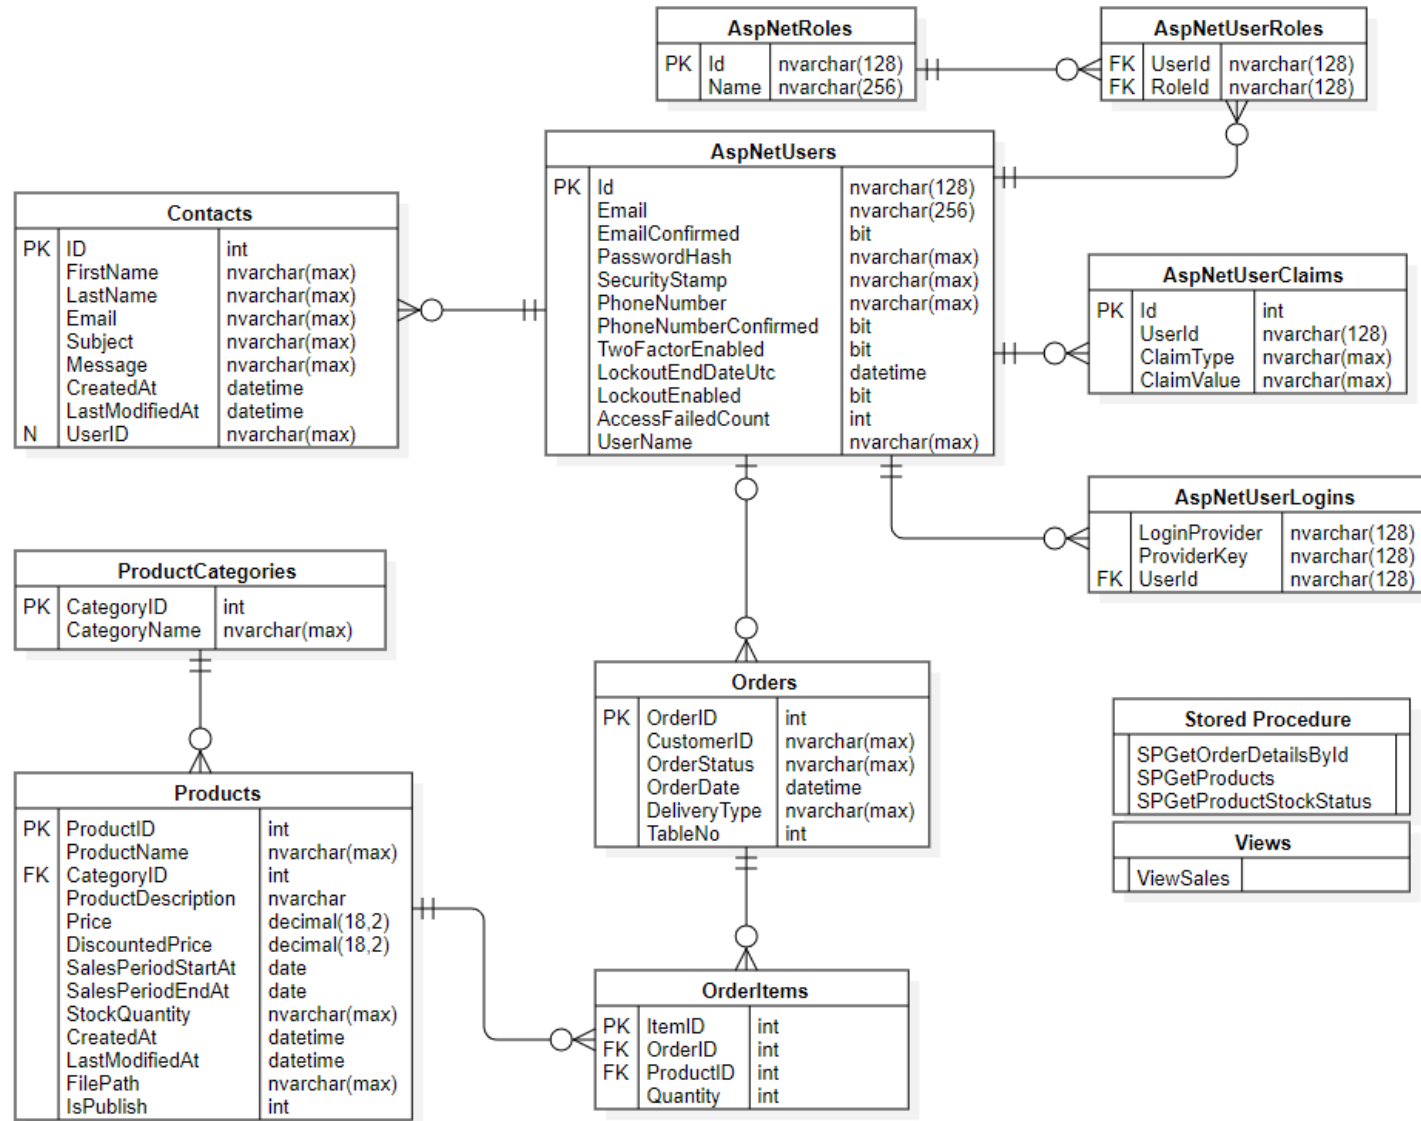 AspNetRoles
PK Id nvarchar(128)
Name nvarchar(256)
AspNetUserRoles
FK UserId nvarchar(128)
FK RoleId nvarchar(128)
AspNetUsers
PK Id nvarchar(128)
Email nvarchar(256)
EmailConfirmed bit
PasswordHash nvarchar(max)
SecurityStamp nvarchar(max)
PhoneNumber nvarchar(max)
PhoneNumberConfirmed bit
TwoFactorEnabled bit
LockoutEndDateUtc datetime
LockoutEnabled bit
AccessFailedCount int
UserName nvarchar(max)
Contacts
PK ID int
FirstName nvarchar(max)
LastName nvarchar(max)
Email nvarchar(max)
Subject nvarchar(max)
Message nvarchar(max)
CreatedAt datetime
LastModifiedAt datetime
N UserID nvarchar(max)
AspNetUserClaims
PK Id int
UserId nvarchar(128)
ClaimType nvarchar(max)
ClaimValue nvarchar(max)
AspNetUserLogins
LoginProvider nvarchar(128)
ProviderKey nvarchar(128)
FK UserId nvarchar(128)
ProductCategories
PK CategoryID int
CategoryName nvarchar(max)
Orders
PK OrderID int
CustomerID nvarchar(max)
OrderStatus nvarchar(max)
OrderDate datetime
DeliveryType nvarchar(max)
TableNo int
Stored Procedure
SPGetOrderDetailsById
SPGetProducts
SPGetProductStockStatus
Views
ViewSales
Products
PK ProductID int
ProductName nvarchar(max)
FK CategoryID int
ProductDescription nvarchar
Price decimal(18,2)
DiscountedPrice decimal(18,2)
SalesPeriodStartAt date
SalesPeriodEndAt date
StockQuantity nvarchar(max)
CreatedAt datetime
LastModifiedAt datetime
FilePath nvarchar(max)
IsPublish int
OrderItems
PK ItemID int
FK OrderID int
FK ProductID int
Quantity int